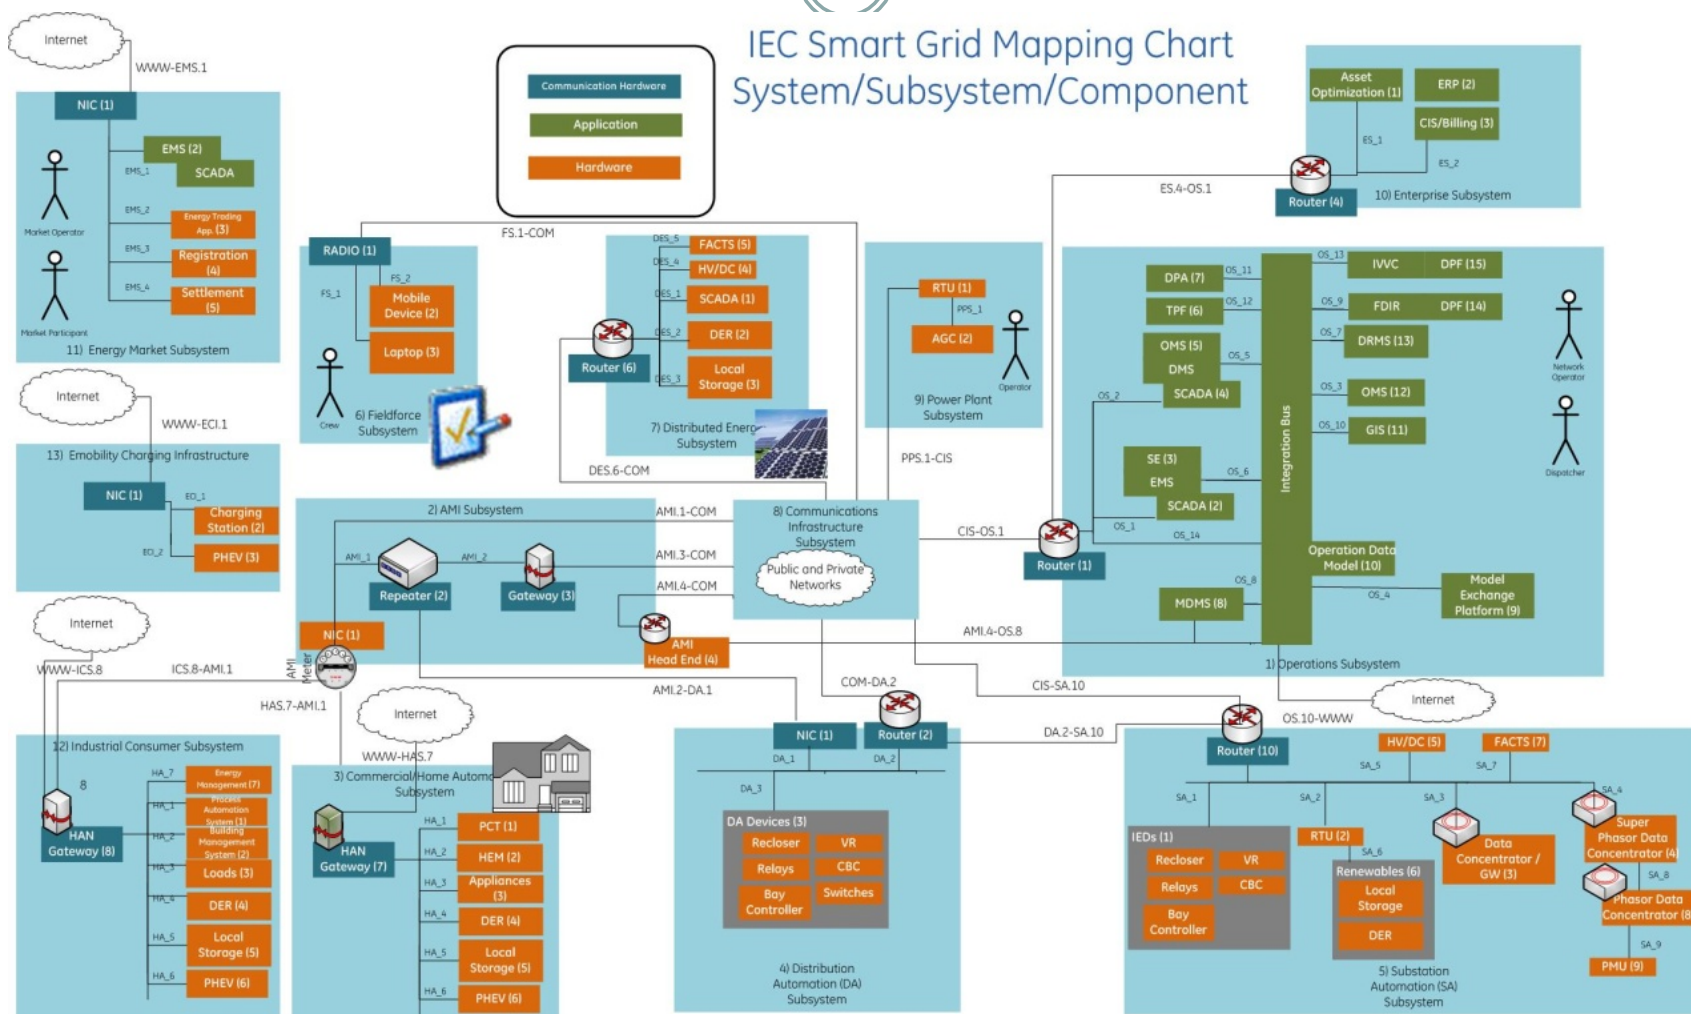 IEC Smart Grid Mapping Chart
System/Subsystem/Component
Communication Hardware
Application
Hardware
Internet
WWW-EMS.1
NIC (1)
EMS (2)
SCADA
EMS_1
EMS_2
Energy Trading
App. (3)
EMS_3
Registration
(4)
EMS_4
Settlement
(5)
Market Operator
Market Participant
11) Energy Market Subsystem
Internet
WWW-ECI.1
13) Emobility Charging Infrastructure
NIC (1)
ECI_1
Charging
Station (2)
ECI_2
PHEV (3)
FS.1-COM
RADIO (1)
FS_1
FS_2
Mobile
Device (2)
Laptop (3)
Crew
6) Fieldforce
Subsystem
DES_5
FACTS (5)
DES_4
HV/DC (4)
DES_1
SCADA (1)
DES_2
DER (2)
DES_3
Local
Storage (3)
Router (6)
7) Distributed Energ
Subsystem
DES.6-COM
RTU (1)
PPS_1
AGC (2)
Operator
9) Power Plant
Subsystem
PPS.1-CIS
Asset
Optimization (1)
ERP (2)
CIS/Billing (3)
ES_1
ES_2
ES.4-OS.1
Router (4)
10) Enterprise Subsystem
DPA (7)
OS_11
TPF (6)
OS_12
OMS (5)
DMS
SCADA (4)
OS_5
OS_2
SE (3)
EMS
SCADA (2)
OS_6
OS_1
OS_14
Integration Bus
OS_13
IVVC
DPF (15)
OS_9
FDIR
DPF (14)
OS_7
DRMS (13)
OS_3
OMS (12)
OS_10
GIS (11)
Network
Operator
Dispatcher
Operation Data
Model (10)
OS_8
MDMS (8)
OS_4
Model
Exchange
Platform (9)
1) Operations Subsystem
CIS-OS.1
Router (1)
2) AMI Subsystem
AMI.1-COM
AMI_1
AMI_2
AMI.3-COM
AMI.4-COM
Repeater (2)
Gateway (3)
NIC (1)
AMI
Meter
AMI
Head End (4)
8) Communications
Infrastructure
Subsystem
Public and Private
Networks
AMI.4-OS.8
AMI.2-DA.1
COM-DA.2
CIS-SA.10
OS.10-WWW
Internet
DA.2-SA.10
Internet
WWW-ICS.8
ICS.8-AMI.1
HAS.7-AMI.1
Internet
WWW-HAS.7
12) Industrial Consumer Subsystem
8
HAN
Gateway (8)
HA_7
Energy
Management (7)
HA_1
Process
Automation
System (1)
HA_2
Building
Management
System (2)
HA_3
Loads (3)
HA_4
DER (4)
HA_5
Local
Storage (5)
HA_6
PHEV (6)
3) Commercial/Home Automa
Subsystem
HAN
Gateway (7)
HA_1
PCT (1)
HA_2
HEM (2)
HA_3
Appliances
(3)
HA_4
DER (4)
HA_5
Local
Storage (5)
HA_6
PHEV (6)
NIC (1)
Router (2)
DA_1
DA_2
DA_3
DA Devices (3)
Recloser
VR
Relays
CBC
Bay
Controller
Switches
4) Distribution
Automation (DA)
Subsystem
Router (10)
HV/DC (5)
FACTS (7)
SA_5
SA_7
SA_1
SA_2
SA_3
SA_4
IEDs (1)
Recloser
VR
Relays
CBC
Bay
Controller
RTU (2)
SA_6
Renewables (6)
Local
Storage
DER
Data
Concentrator /
GW (3)
Super
Phasor Data
Concentrator (4)
SA_8
Phasor Data
Concentrator (8
SA_9
PMU (9)
5) Substation
Automation (SA)
Subsystem